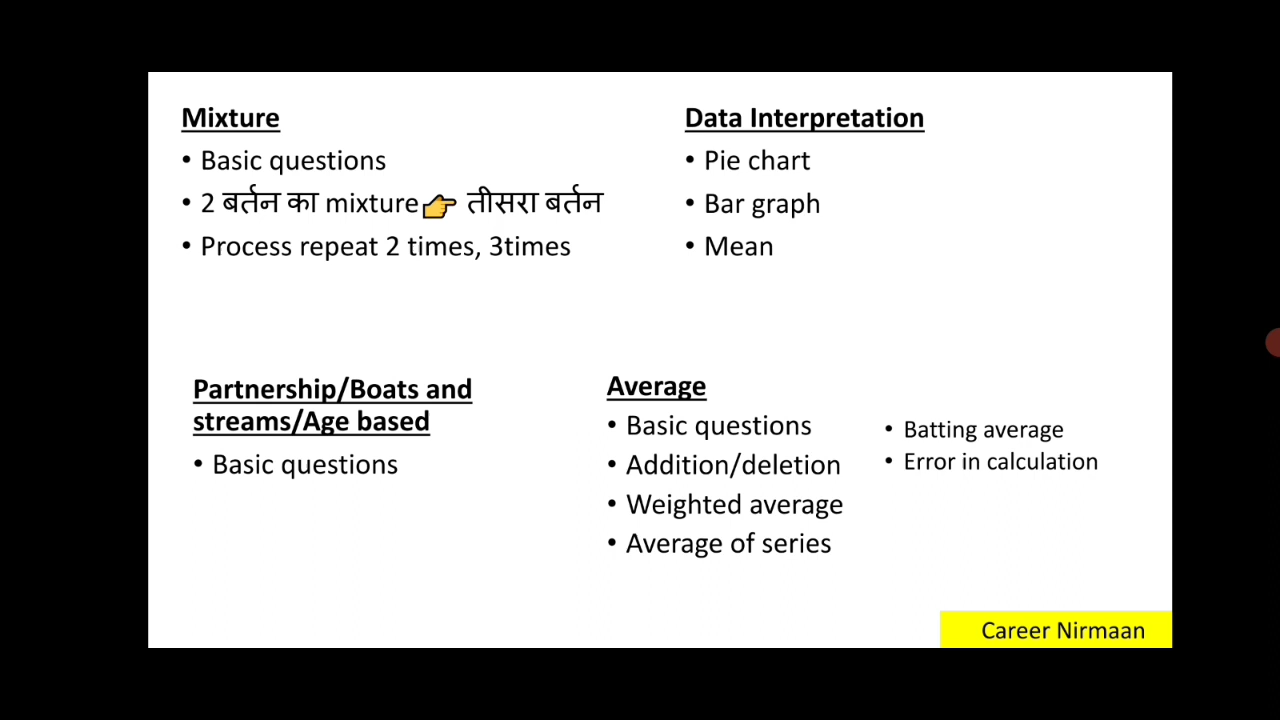 Mixture
• Basic questions
• 2 बर्तन का mixture👉 तीसरा बर्तन
• Process repeat 2 times, 3times
Data Interpretation
• Pie chart
• Bar graph
• Mean
Partnership/Boats and
streams/Age based
• Basic questions
Average
• Basic questions
• Addition/deletion
• Weighted average
• Average of series
• Batting average
• Error in calculation
Career Nirmaan